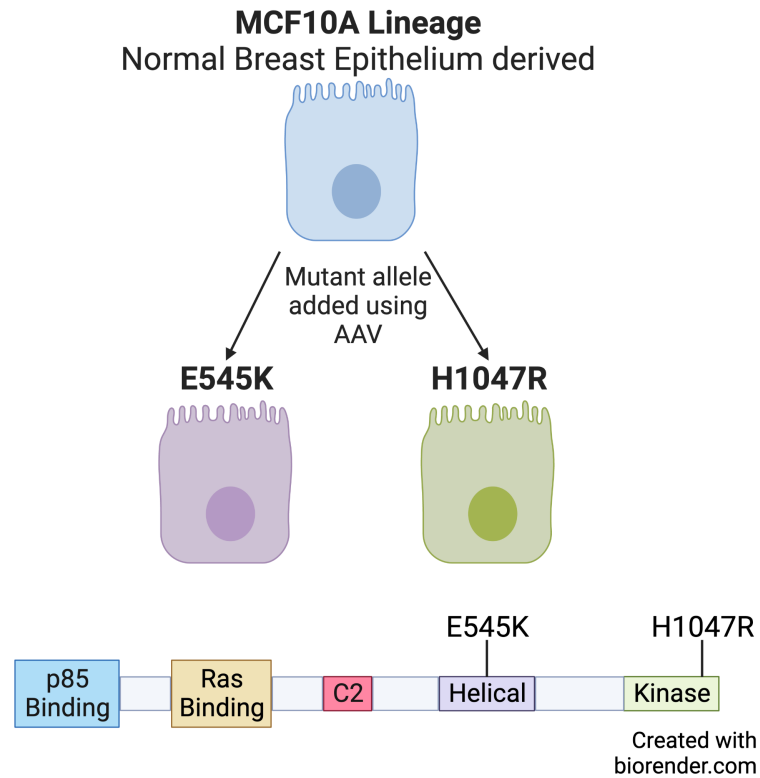 MCF10A Lineage
Normal Breast Epithelium derived
Mutant allele
added using
AAV
E545K
H1047R
E545K
H1047R
p85
Binding
Ras
Binding
C2
Helical
Kinase
Created with
biorender.com